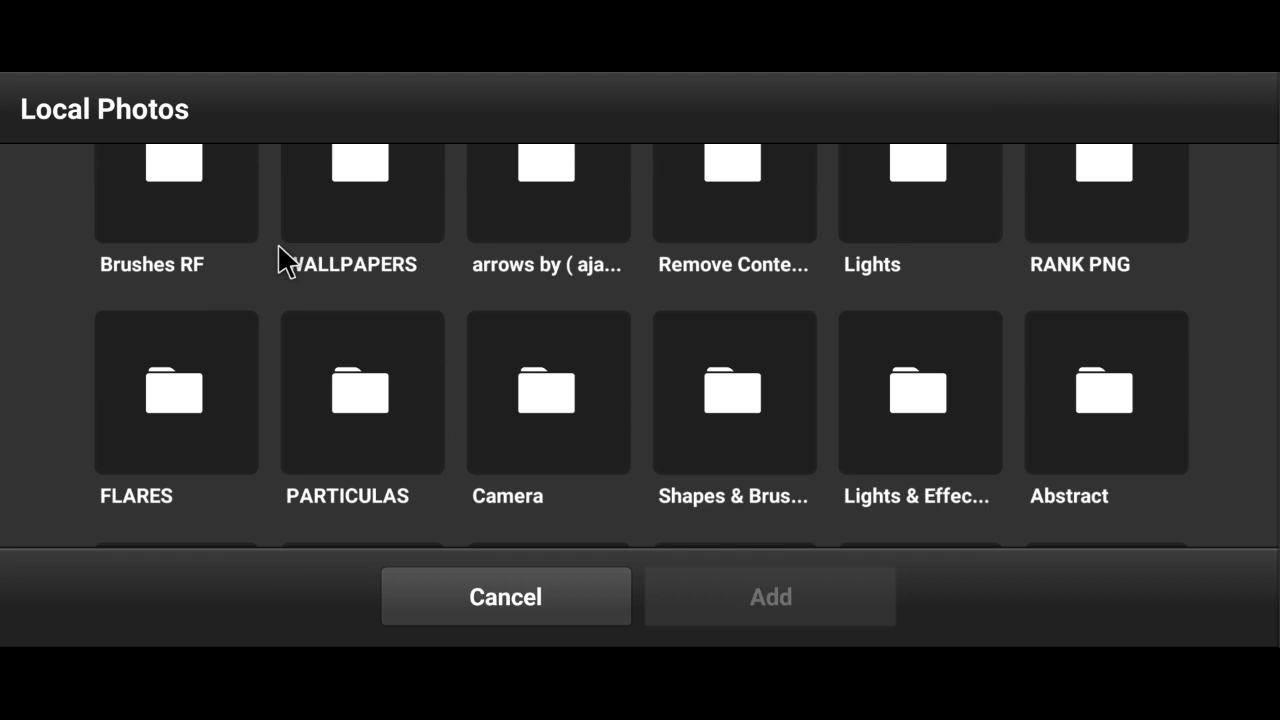 Local Photos
Brushes RF
WALLPAPERS
arrows by ( aja...
Remove Conte...
Lights
RANK PNG
FLARES
PARTICULAS
Camera
Shapes & Brus...
Lights & Effec...
Abstract
Cancel
Add